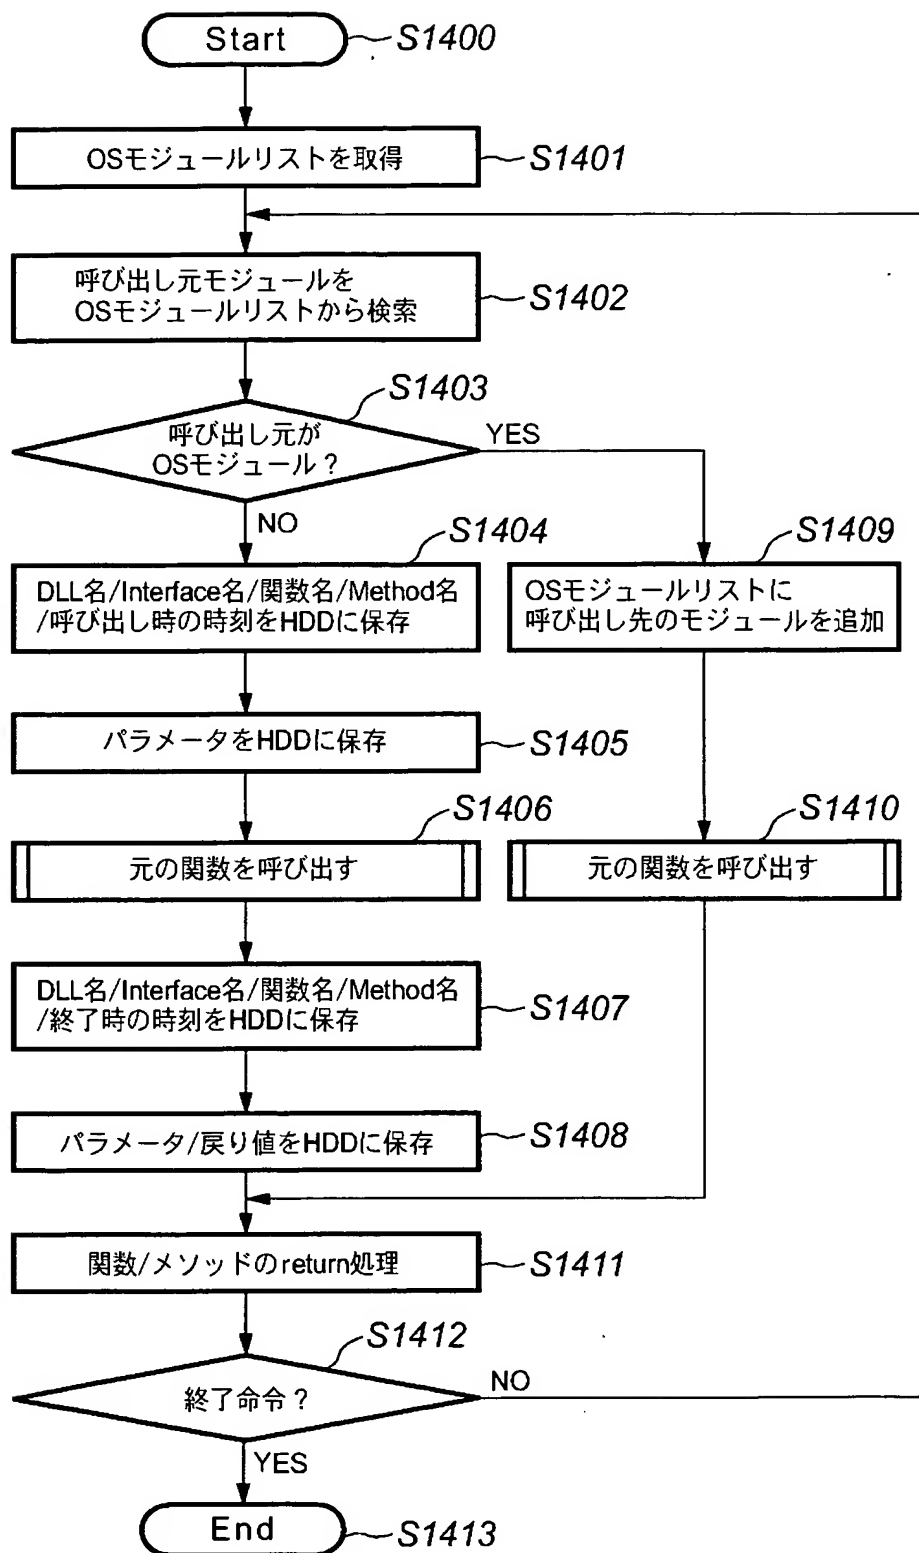 Start
S1400
OSモジュールリストを取得
S1401
呼び出し元モジュールを
OSモジュールリストから検索
S1402
S1403
呼び出し元が
OSモジュール?
YES
NO
S1404
DLL名/Interface名/関数名/Method名
/呼び出し時の時刻をHDDに保存
S1409
OSモジュールリストに
呼び出し先のモジュールを追加
パラメータをHDDに保存
S1405
S1406
元の関数を呼び出す
S1410
元の関数を呼び出す
DLL名/Interface名/関数名/Method名
/終了時の時刻をHDDに保存
S1407
パラメータ/戻り値をHDDに保存
S1408
関数/メソッドのreturn処理
S1411
S1412
終了命令?
NO
YES
End
S1413